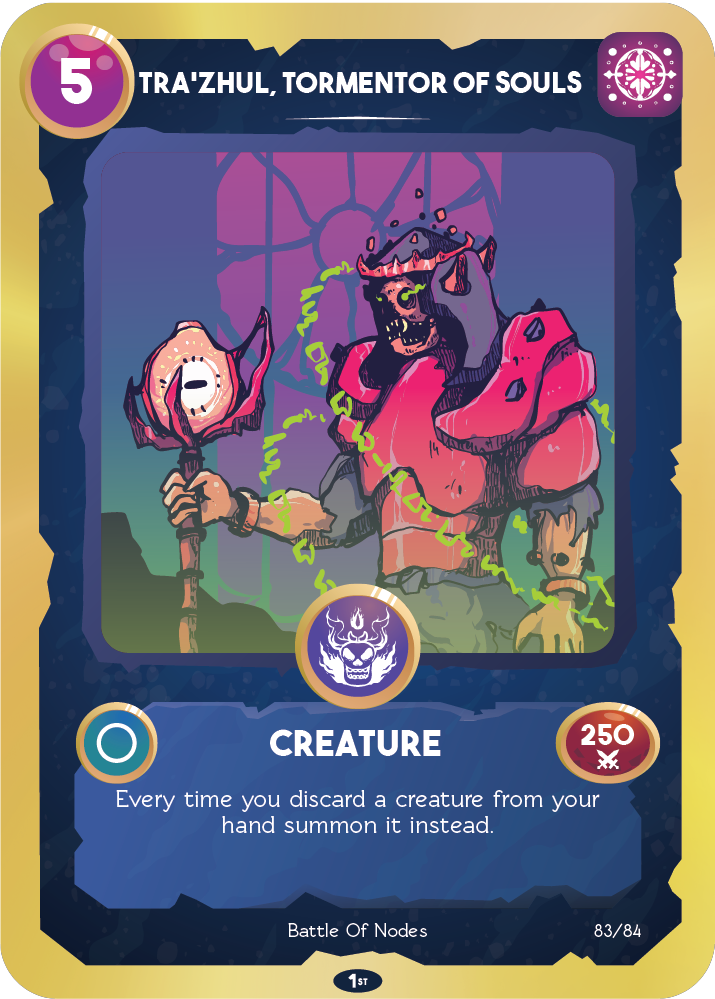 5
TRA'ZHUL, TORMENTOR OF SOULS
CREATURE
250
Every time you discard a creature from your
hand summon it instead.
Battle Of Nodes
83/84
1ST